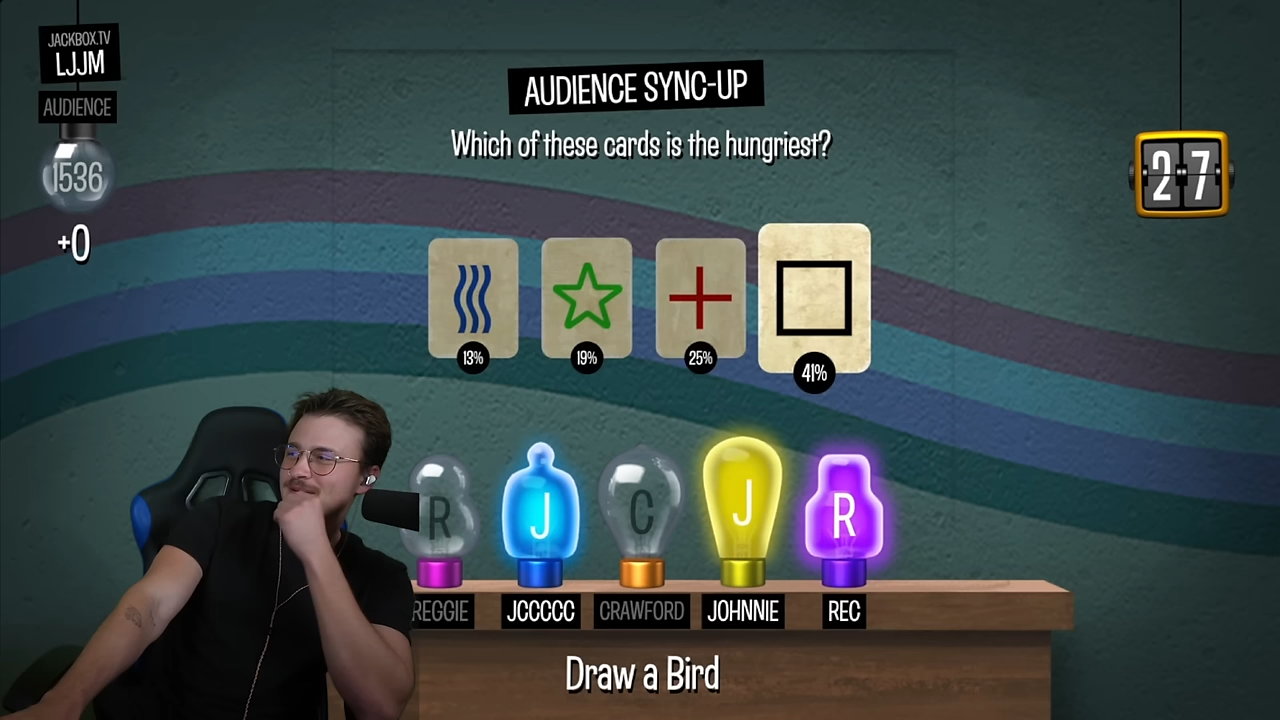 JACKBOX.TV
LJJM
AUDIENCE
1536
+0
AUDIENCE SYNC-UP
Which of these cards is the hungriest?
27
13%
19%
25%
41%
R
J
C
J
R
REGGIE
JCCCCC
CRAWFORD
JOHNNIE
REC
Draw a Bird